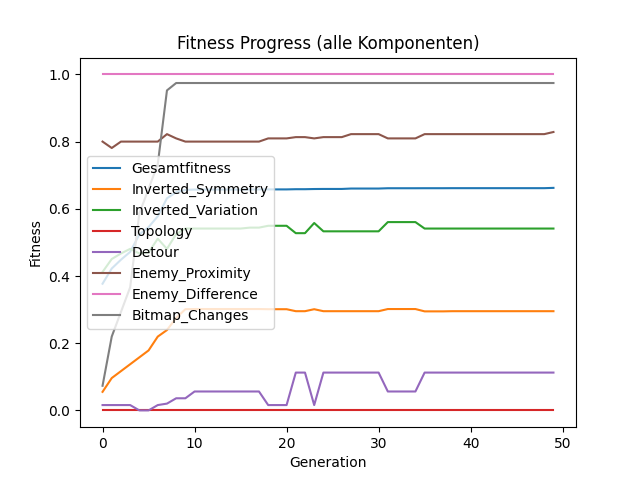 Fitness Progress (alle Komponenten)
1.0
0.8
0.6
0.4
0.2
0.0
Fitness
Gesamtfitness
Inverted_Symmetry
Inverted_Variation
Topology
Detour
Enemy_Proximity
Enemy_Difference
Bitmap_Changes
0 10 20 30 40 50
Generation